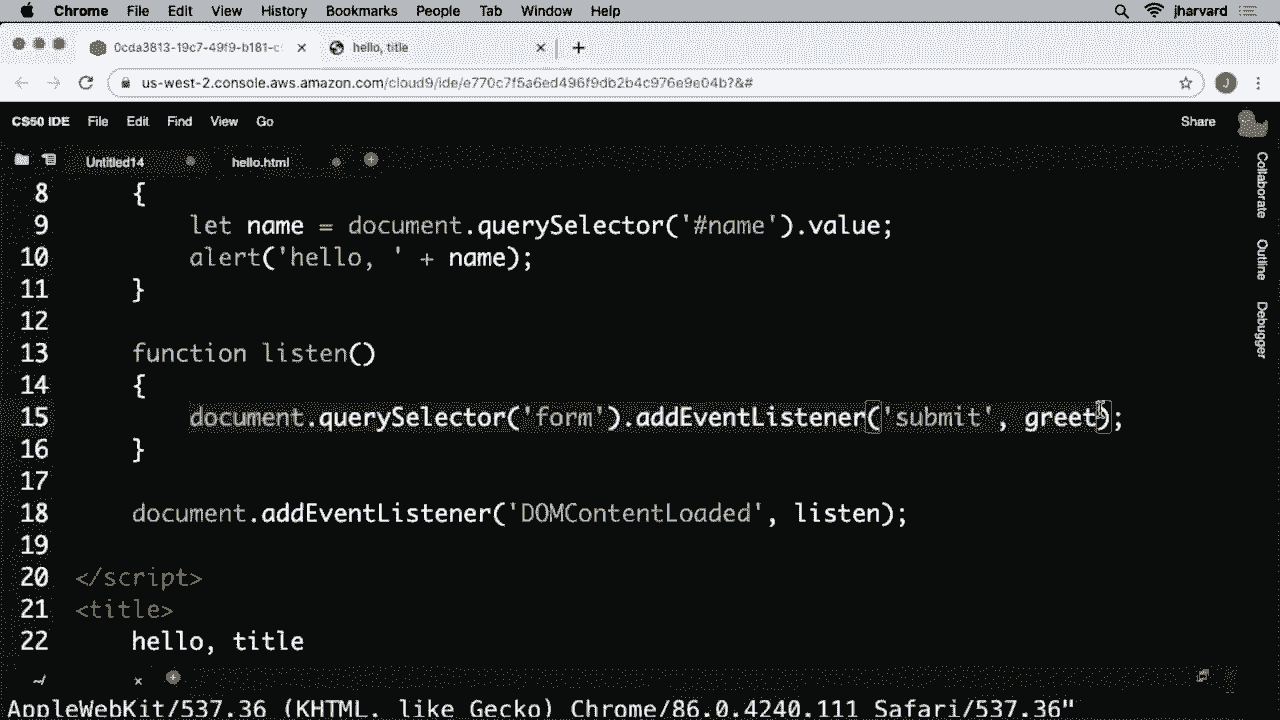 Chrome File Edit View History Bookmarks People Tab Window Help jharvard
0cda3813-19c7-49f9-b181-c hello, title
us-west-2.console.aws.amazon.com/cloud9/ide/e770c7f5a6ed496f9db2b4c976e9e04b?&# J
CS50 IDE File Edit Find View Go Share
Untitled14 hello.html
8 {
9 let name = document.querySelector('#name').value;
10 alert('hello, ' + name);
11 }
12
13 function listen()
14 {
15 document.querySelector('form').addEventListener('submit', greet);
16 }
17
18 document.addEventListener('DOMContentLoaded', listen);
19
20 </script>
21 <title>
22 hello, title
~/
AppleWebKit/537.36 (KHTML, like Gecko) Chrome/86.0.4240.111 Safari/537.36"
Collaborate
Outline
Debugger